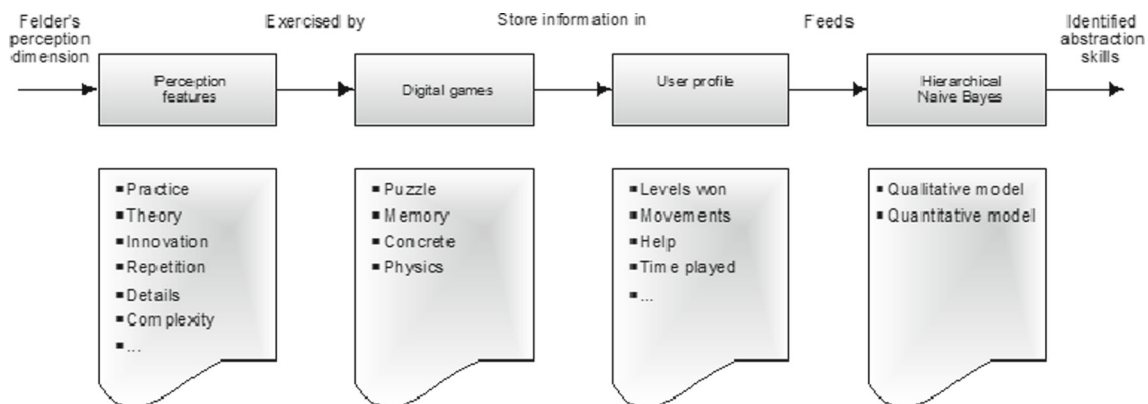 Felder's
perception
dimension
Exercised by
Store information in
Feeds
Identified
abstraction
skills
Perception
features
Digital games
User profile
Hierarchical
Naive Bayes
▪ Practice
▪ Theory
▪ Innovation
▪ Repetition
▪ Details
▪ Complexity
▪ ...
▪ Puzzle
▪ Memory
▪ Concrete
▪ Physics
▪ Levels won
▪ Movements
▪ Help
▪ Time played
▪ ...
▪ Qualitative model
▪ Quantitative model